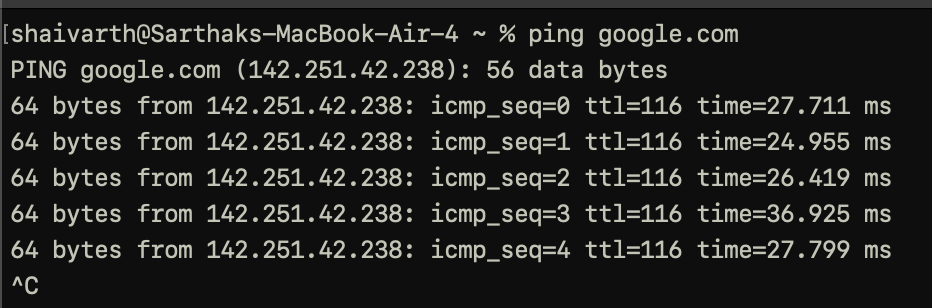 [shaivarth@Sarthaks-MacBook-Air-4 ~ % ping google.com
PING google.com (142.251.42.238): 56 data bytes
64 bytes from 142.251.42.238: icmp_seq=0 ttl=116 time=27.711 ms
64 bytes from 142.251.42.238: icmp_seq=1 ttl=116 time=24.955 ms
64 bytes from 142.251.42.238: icmp_seq=2 ttl=116 time=26.419 ms
64 bytes from 142.251.42.238: icmp_seq=3 ttl=116 time=36.925 ms
64 bytes from 142.251.42.238: icmp_seq=4 ttl=116 time=27.799 ms
^C